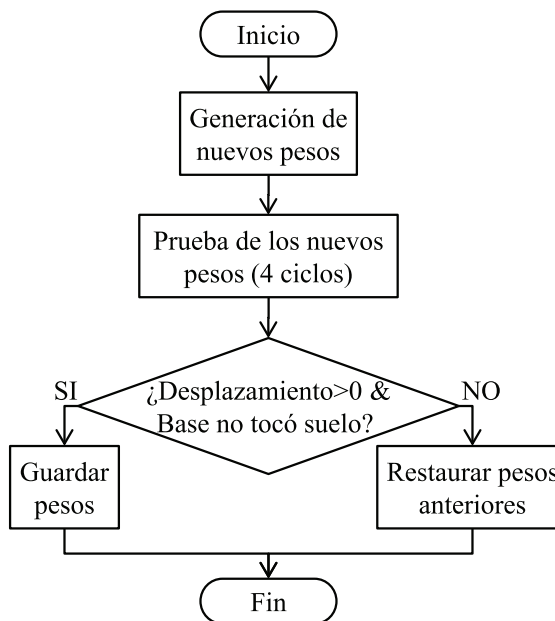 Inicio
Generación de
nuevos pesos
Prueba de los nuevos
pesos (4 ciclos)
SI
¿Desplazamiento>0 &
Base no tocó suelo?
NO
Guardar
pesos
Restaurar pesos
anteriores
Fin